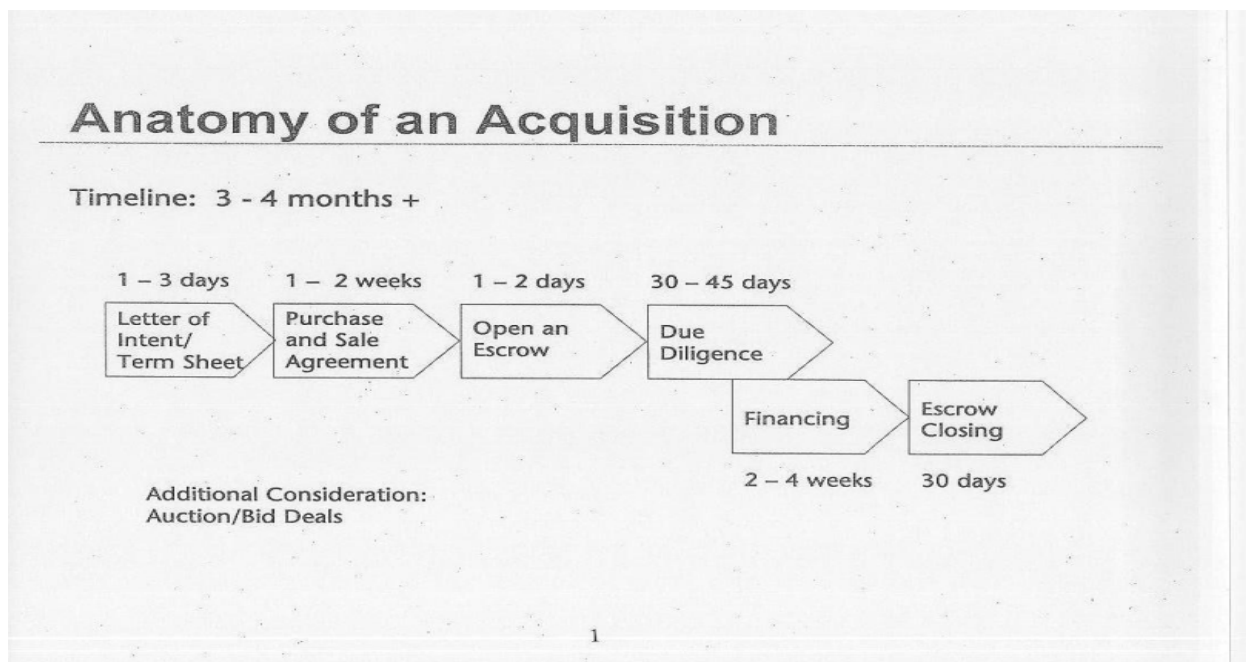 Anatomy of an Acquisition
Timeline: 3 - 4 months +
1 – 3 days
1 – 2 weeks
1 – 2 days
30 – 45 days
Letter of
Intent/
Term Sheet
Purchase
and Sale
Agreement
Open an
Escrow
Due
Diligence
Financing
Escrow
Closing
2 – 4 weeks
30 days
Additional Consideration:
Auction/Bid Deals
1